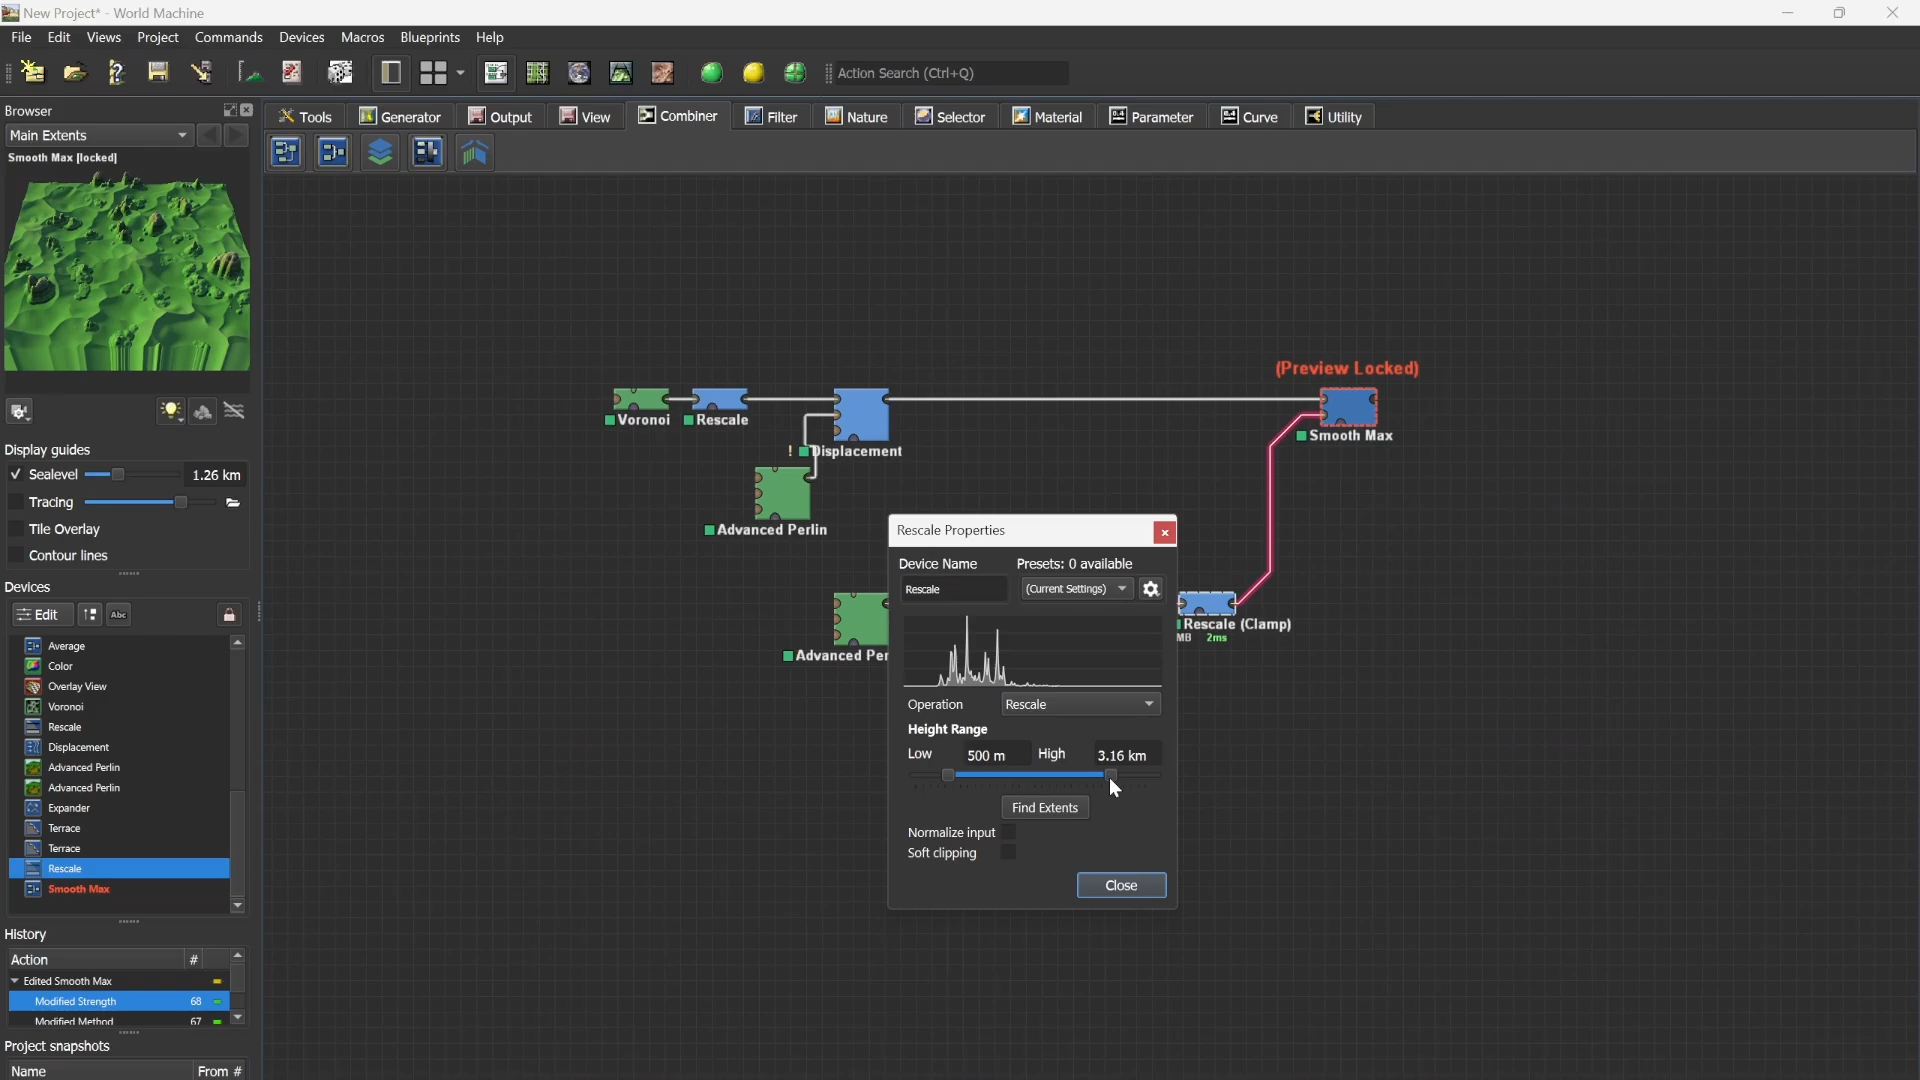 New Project* - World Machine
File Edit Views Project Commands Devices Macros Blueprints Help
Action Search (Ctrl+Q)
Browser
Main Extents
Smooth Max [locked]
Tools Generator Output View Combiner Filter Nature Selector Material Parameter Curve Utility
(Preview Locked)
Voronoi Rescale
Smooth Max
! Displacement
Advanced Perlin
Display guides
Sealevel 1.26 km
Tracing
Tile Overlay
Contour lines
Devices
Edit Abc
Average
Color
Overlay View
Voronoi
Rescale
Displacement
Advanced Perlin
Advanced Perlin
Expander
Terrace
Terrace
Rescale
Smooth Max
Advanced Per
Rescale (Clamp)
MB 2ms
Rescale Properties
Device Name Presets: 0 available
Rescale (Current Settings)
Operation Rescale
Height Range
Low 500 m High 3.16 km
Find Extents
Normalize input
Soft clipping
Close
History
Action #
Edited Smooth Max
Modified Strength 68
Modified Method 67
Project snapshots
Name From #